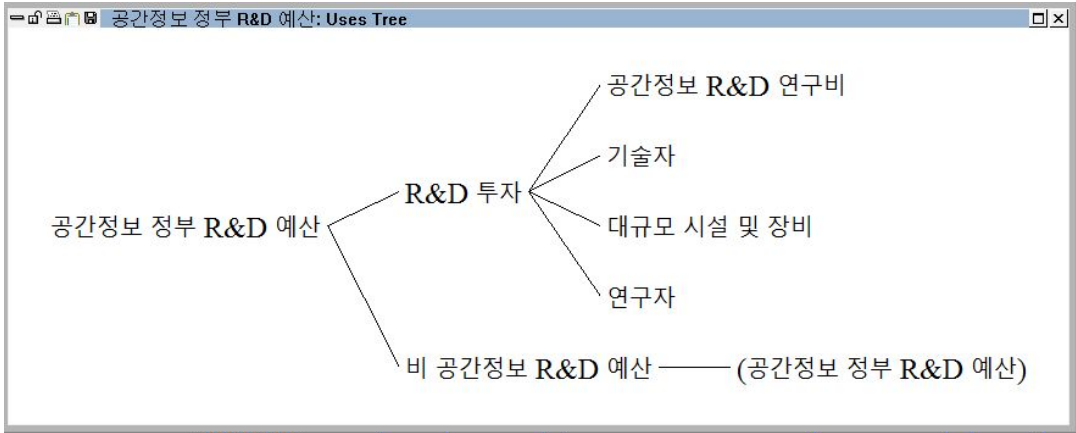 공간정보 정부 R&D 예산: Uses Tree
공간정보 R&D 연구비
기술자
R&D 투자
공간정보 정부 R&D 예산
대규모 시설 및 장비
연구자
비 공간정보 R&D 예산
(공간정보 정부 R&D 예산)